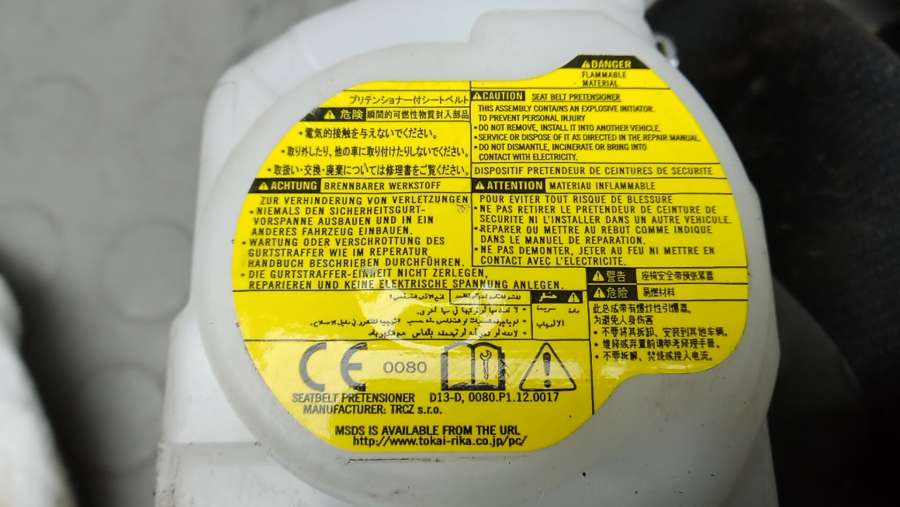 プリテンショナー付シートベルト
⚠危険 瞬間的可燃性物質封入部品
・電気的接触を与えないでください。
・取り外したり、他の車に取り付けたりしないでください。
・取扱い・交換・廃棄については修理書をご覧ください。
⚠DANGER
FLAMMABLE
MATERIAL
⚠CAUTION SEAT BELT PRETENSIONER
THIS ASSEMBLY CONTAINS AN EXPLOSIVE INITIATOR.
TO PREVENT PERSONAL INJURY
•DO NOT REMOVE, INSTALL IT INTO ANOTHER VEHICLE.
•SERVICE OR DISPOSE OF IT AS DIRECTED IN THE REPAIR MANUAL.
•DO NOT DISMANTLE, INCINERATE OR BRING INTO
CONTACT WITH ELECTRICITY.
DISPOSITIF PRETENDEUR DE CEINTURES DE SECURITE
⚠ACHTUNG BRENNBARER WERKSTOFF
ZUR VERHINDERUNG VON VERLETZUNGEN
•NIEMALS DEN SICHERHEITSGURT-
VORSPANNE AUSBAUEN UND IN EIN
ANDERES FAHRZEUG EINBAUEN.
•WARTUNG ODER VERSCHROTTUNG DES
GURTSTRAFFER WIE IM REPERATUR
HANDBUCH BESCHRIEBEN DURCHFÜHREN.
•DIE GURTSTRAFFER-EINHEIT NICHT ZERLEGEN,
REPARIEREN UND KEINE ELEKTRISCHE SPANNUNG ANLEGEN.
⚠ATTENTION MATERIAU INFLAMMABLE
POUR EVITER TOUT RISQUE DE BLESSURE
•NE PAS RETIRER LE PRETENDEUR DE CEINTURE DE
SECURITE NI L'INSTALLER DANS UN AUTRE VEHICULE.
•REPARER OU METTRE AU REBUT COMME INDIQUE
DANS LE MANUEL DE REPARATION.
•NE PAS DEMONTER, JETER AU FEU NI METTRE EN
CONTACT AVEC L'ELECTRICITE.
⚠警告 座椅安全带预张紧器
⚠危险 易燃材料
此总成带有爆炸性引爆器。
为避免人身伤害
・不要将其拆卸、安装到其他车辆。
・维修或弃置前请参考修理手册。
・不要拆解、焚烧或接入电流。
CE 0080
SEATBELT PRETENSIONER D13-D, 0080.P1.12.0017
MANUFACTURER: TRCZ s.r.o.
MSDS IS AVAILABLE FROM THE URL
http://www.tokai-rika.co.jp/pc/